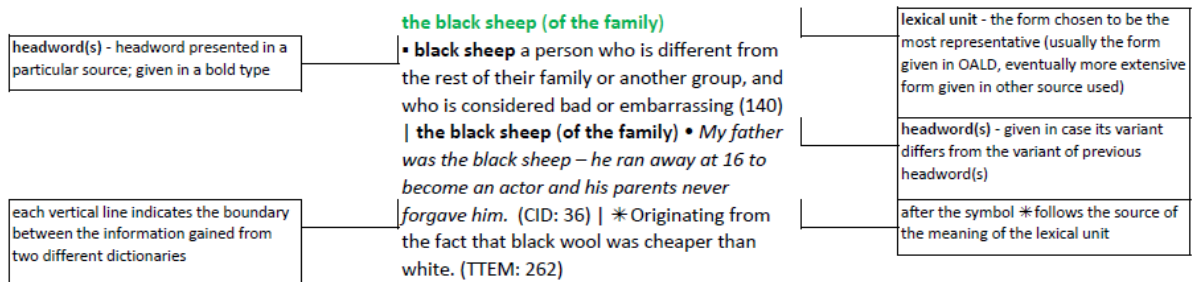 the black sheep (of the family)
▪ black sheep a person who is different from
the rest of their family or another group, and
who is considered bad or embarrassing (140)
| the black sheep (of the family) • My father
was the black sheep – he ran away at 16 to
become an actor and his parents never
forgave him. (CID: 36) | ✳Originating from
the fact that black wool was cheaper than
white. (TTEM: 262)
headword(s) - headword presented in a
particular source; given in a bold type
each vertical line indicates the boundary
between the information gained from
two different dictionaries
lexical unit - the form chosen to be the
most representative (usually the form
given in OALD, eventually more extensive
form given in other source used)
headword(s) - given in case its variant
differs from the variant of previous
headword(s)
after the symbol ✳follows the source of
the meaning of the lexical unit